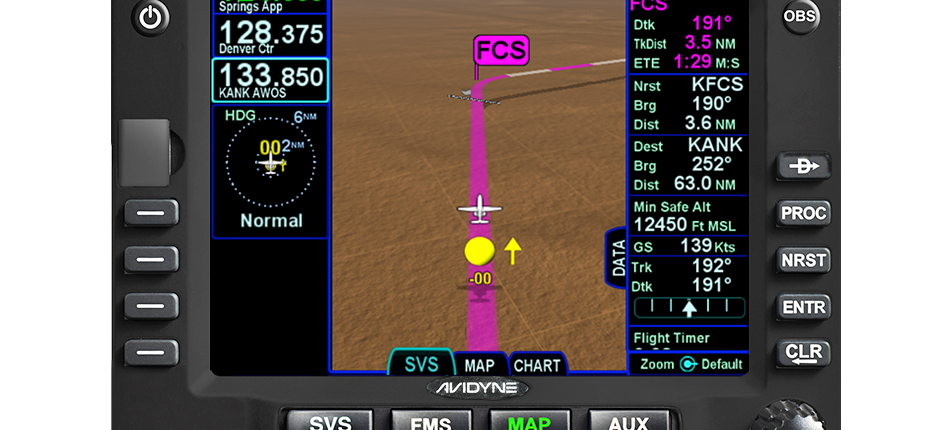 Springs App
128.375
Denver Ctr
133.850
KANK AWOS
HDG
6NM
00
2NM
Normal
FCS
-00
FCS
Dtk 191°
TkDist 3.5 NM
ETE 1:29 M:S
Nrst KFCS
Brg 190°
Dist 3.6 NM
Dest KANK
Brg 252°
Dist 63.0 NM
Min Safe Alt
12450 Ft MSL
GS 139 Kts
Trk 192°
Dtk 191°
Flight Timer
Zoom Default
DATA
SVS MAP CHART
AVIDYNE
SVS FMS MAP AUX
OBS
D
PROC
NRST
ENTR
CLR